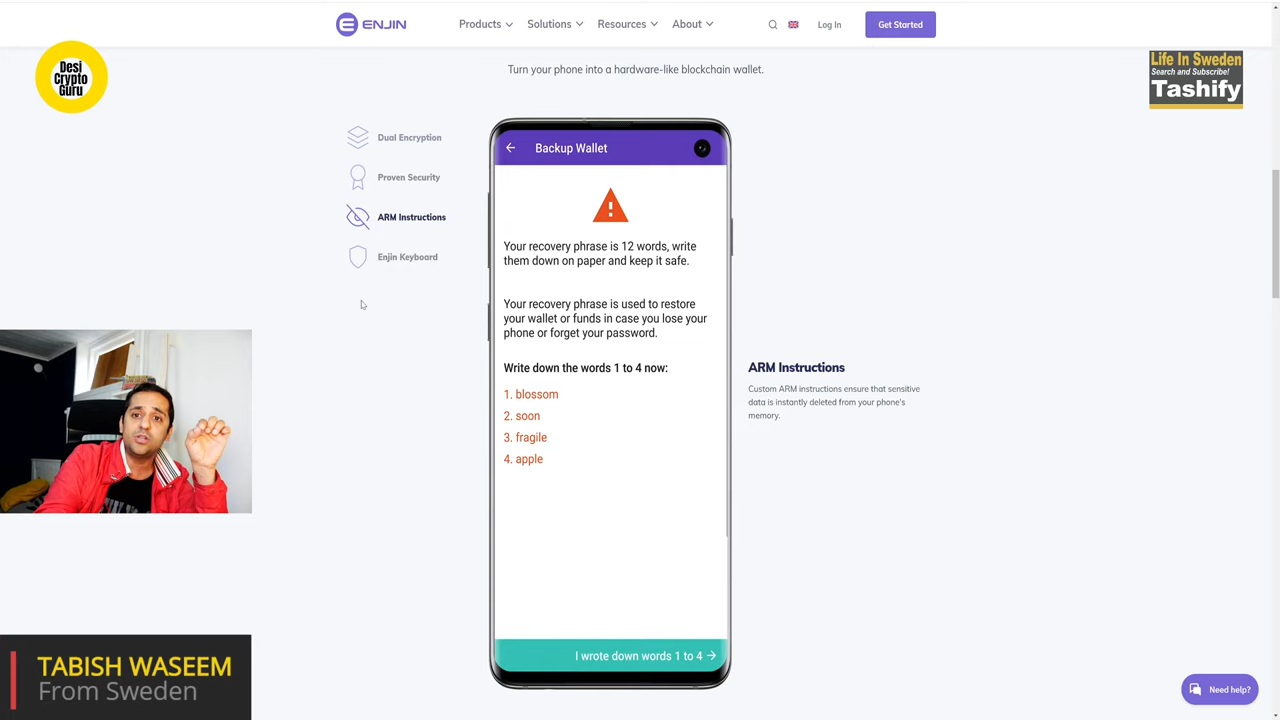 ENJIN
Products
Solutions
Resources
About
Log In
Get Started
Desi
Crypto
Guru
Turn your phone into a hardware-like blockchain wallet.
Life In Sweden
Search and Subscribe!
Tashify
Dual Encryption
Proven Security
ARM Instructions
Enjin Keyboard
Backup Wallet
Your recovery phrase is 12 words, write
them down on paper and keep it safe.
Your recovery phrase is used to restore
your wallet or funds in case you lose your
phone or forget your password.
Write down the words 1 to 4 now:
1. blossom
2. soon
3. fragile
4. apple
I wrote down words 1 to 4
ARM Instructions
Custom ARM instructions ensure that sensitive
data is instantly deleted from your phone's
memory.
TABISH WASEEM
From Sweden
Need help?